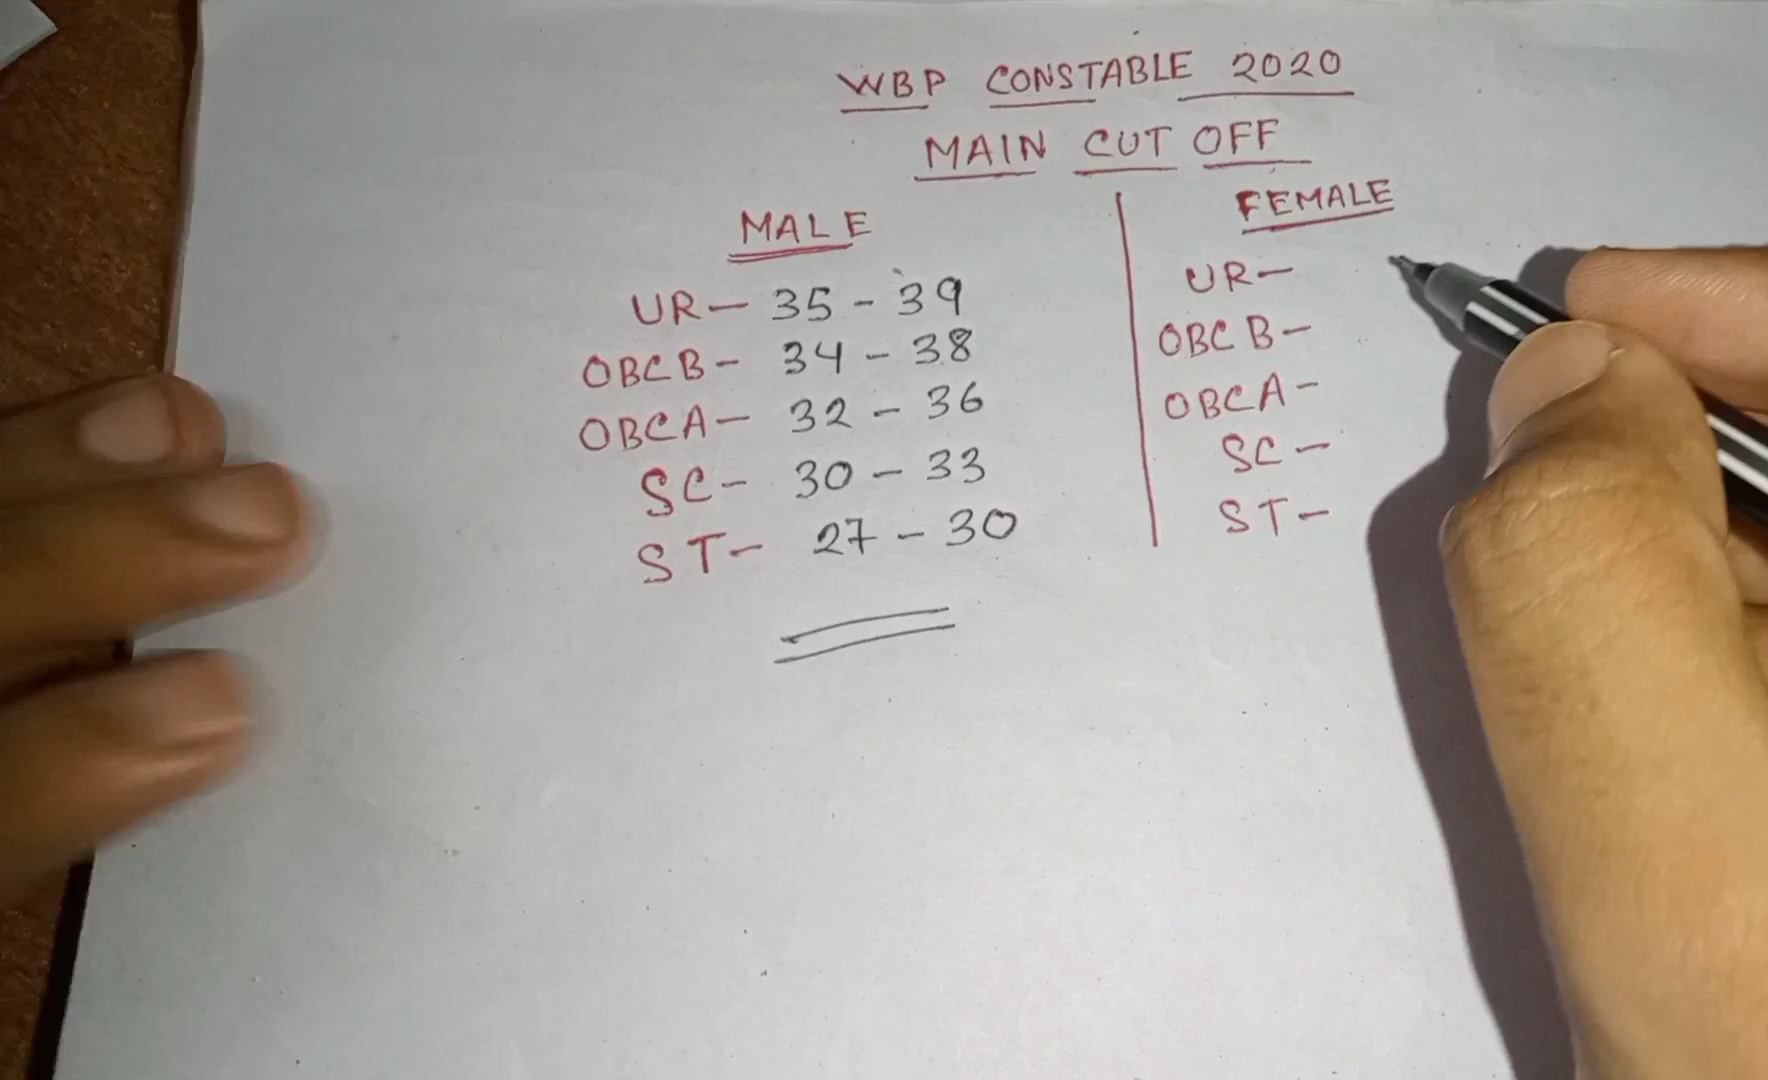 WBP CONSTABLE 2020
MAIN CUT OFF
MALE
UR- 35 - 39
OBCB- 34 - 38
OBCA- 32 - 36
SC- 30 - 33
ST- 27 - 30
FEMALE
UR-
OBCB-
OBCA-
SC-
ST-